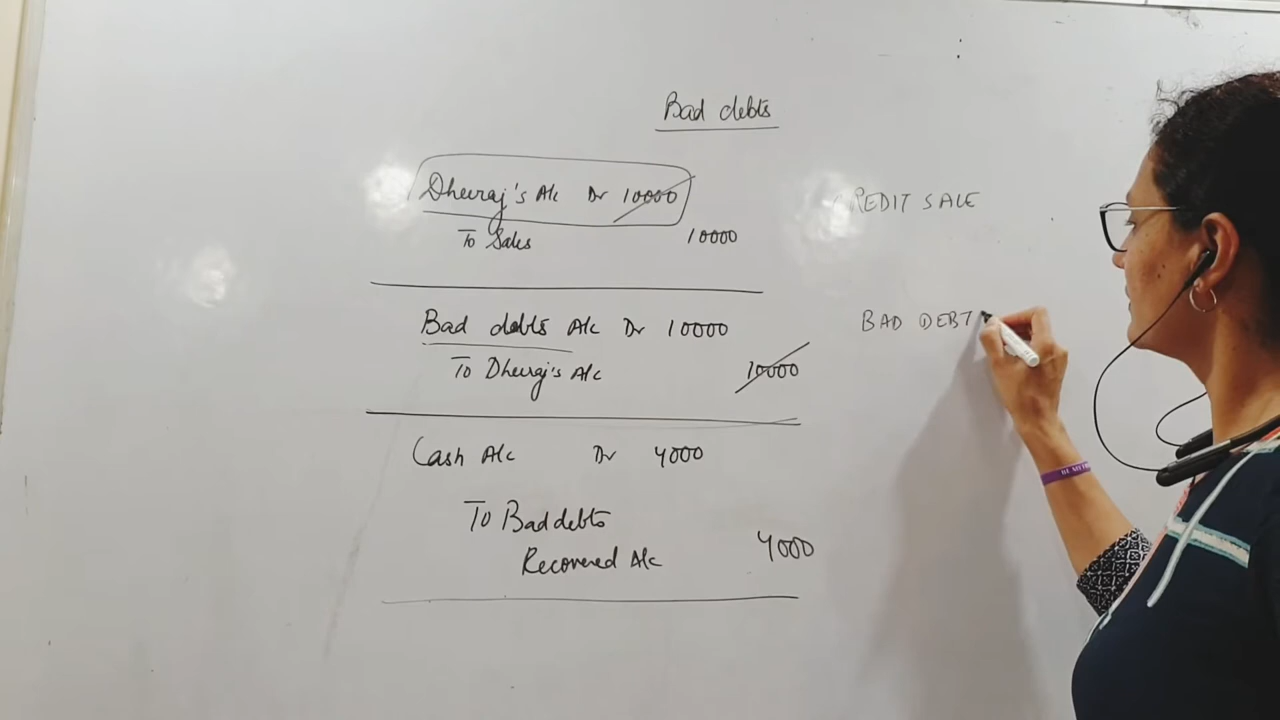 Bad debts
Dheeraj's A/c Dr 10000
To Sales 10000
CREDIT SALE
Bad debts A/c Dr 10000
BAD DEBT
To Dheeraj's A/c 10000
Cash A/c Dr 4000
To Bad debts
Recovered A/c 4000